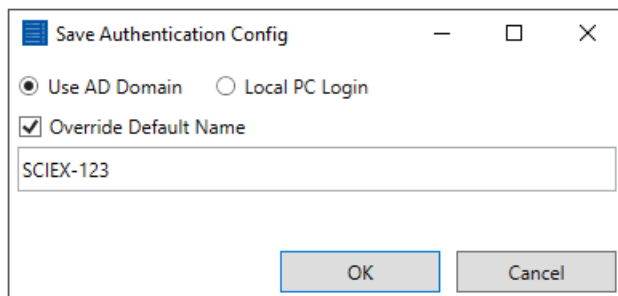 Save Authentication Config
Use AD Domain Local PC Login
Override Default Name
SCIEX-123
OK Cancel